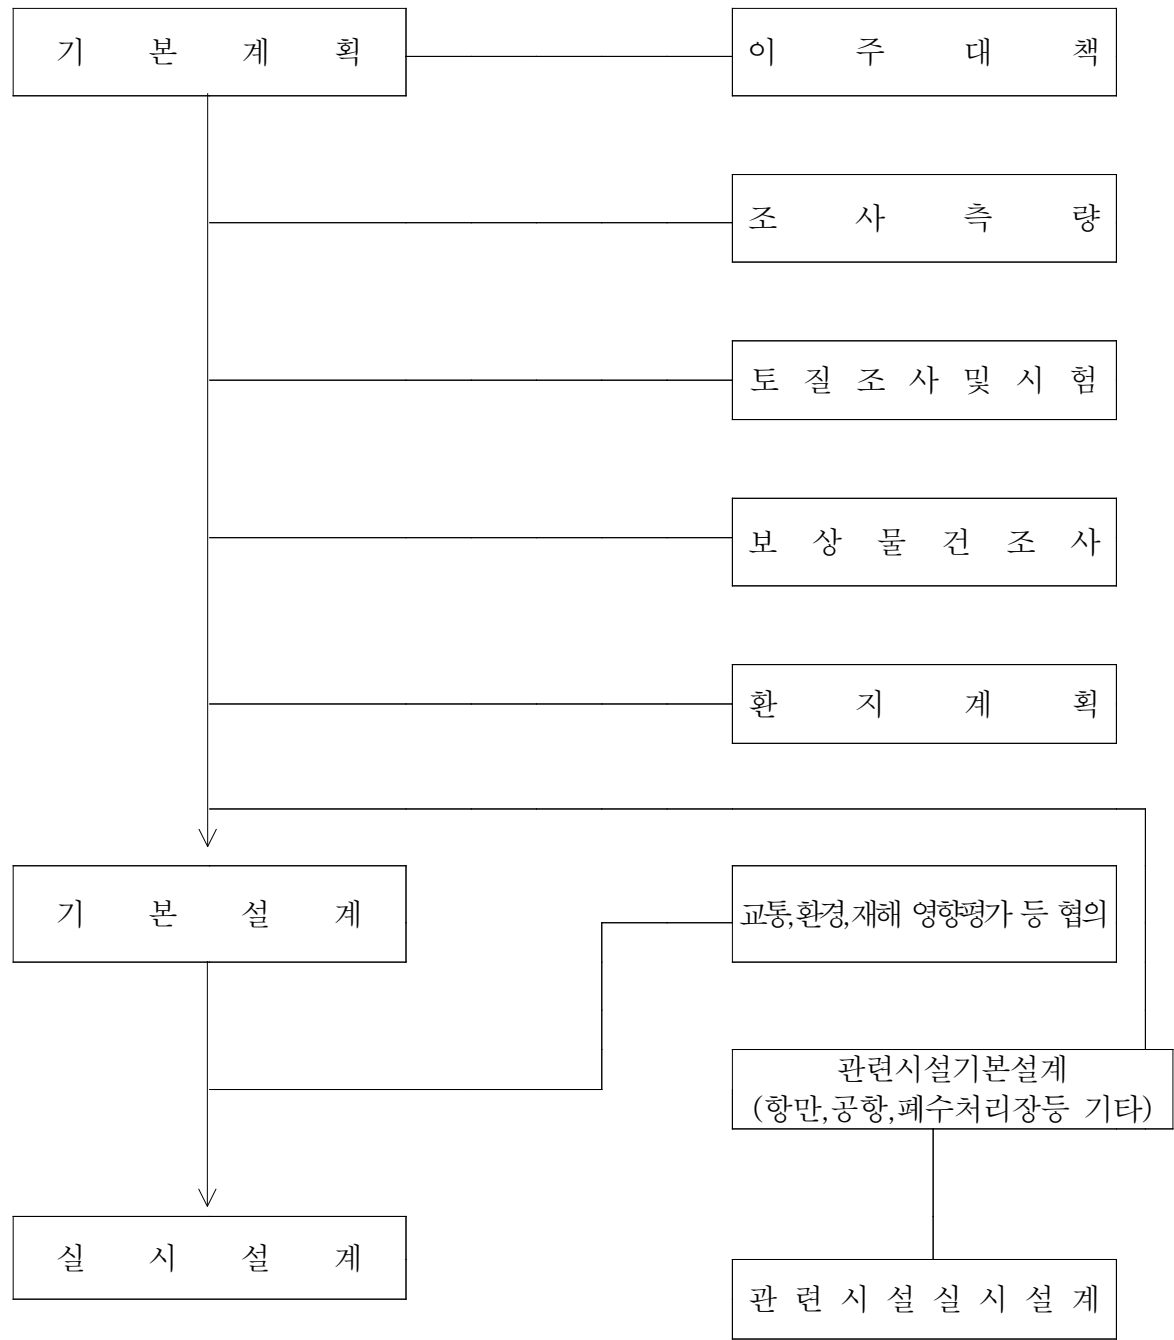 기 본 계 획
이 주 대 책
조 사 측 량
토 질 조 사 및 시 험
보 상 물 건 조 사
환 지 계 획
기 본 설 계
교통,환경,재해 영향평가 등 협의
관련시설기본설계
(항만,공항,폐수처리장등 기타)
실 시 설 계
관 련 시 설 실 시 설 계